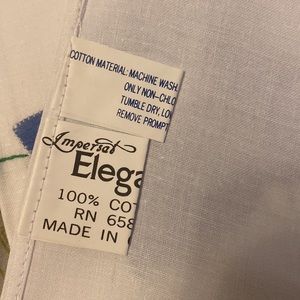 COTTON MATERIAL: MACHINE WASH
ONLY NON-CHLO
TUMBLE DRY, LO
REMOVE PROMPT
Imperial
Elega
100% COT
RN 658
MADE IN